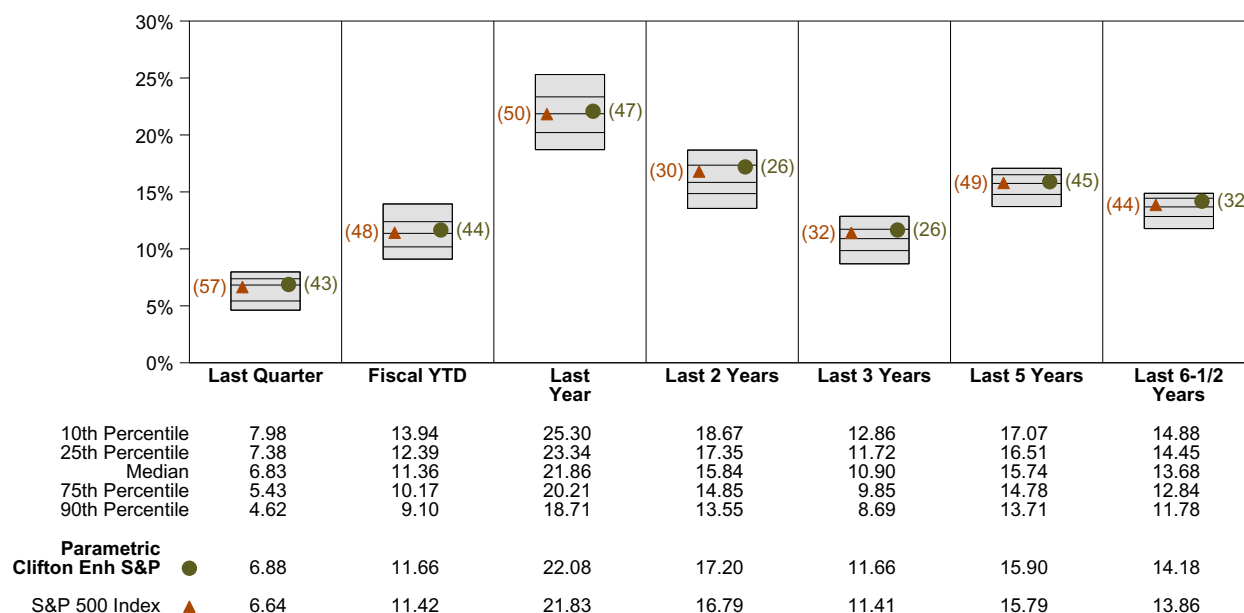 30%
25%
20%
15%
10%
5%
0%
(57) (43)
(48) (44)
(50) (47)
(30) (26)
(32) (26)
(49) (45)
(44) (32
Last Quarter Fiscal YTD Last Year Last 2 Years Last 3 Years Last 5 Years Last 6-1/2 Years
10th Percentile 7.98 13.94 25.30 18.67 12.86 17.07 14.88
25th Percentile 7.38 12.39 23.34 17.35 11.72 16.51 14.45
Median 6.83 11.36 21.86 15.84 10.90 15.74 13.68
75th Percentile 5.43 10.17 20.21 14.85 9.85 14.78 12.84
90th Percentile 4.62 9.10 18.71 13.55 8.69 13.71 11.78
Parametric
Clifton Enh S&P 6.88 11.66 22.08 17.20 11.66 15.90 14.18
S&P 500 Index 6.64 11.42 21.83 16.79 11.41 15.79 13.86